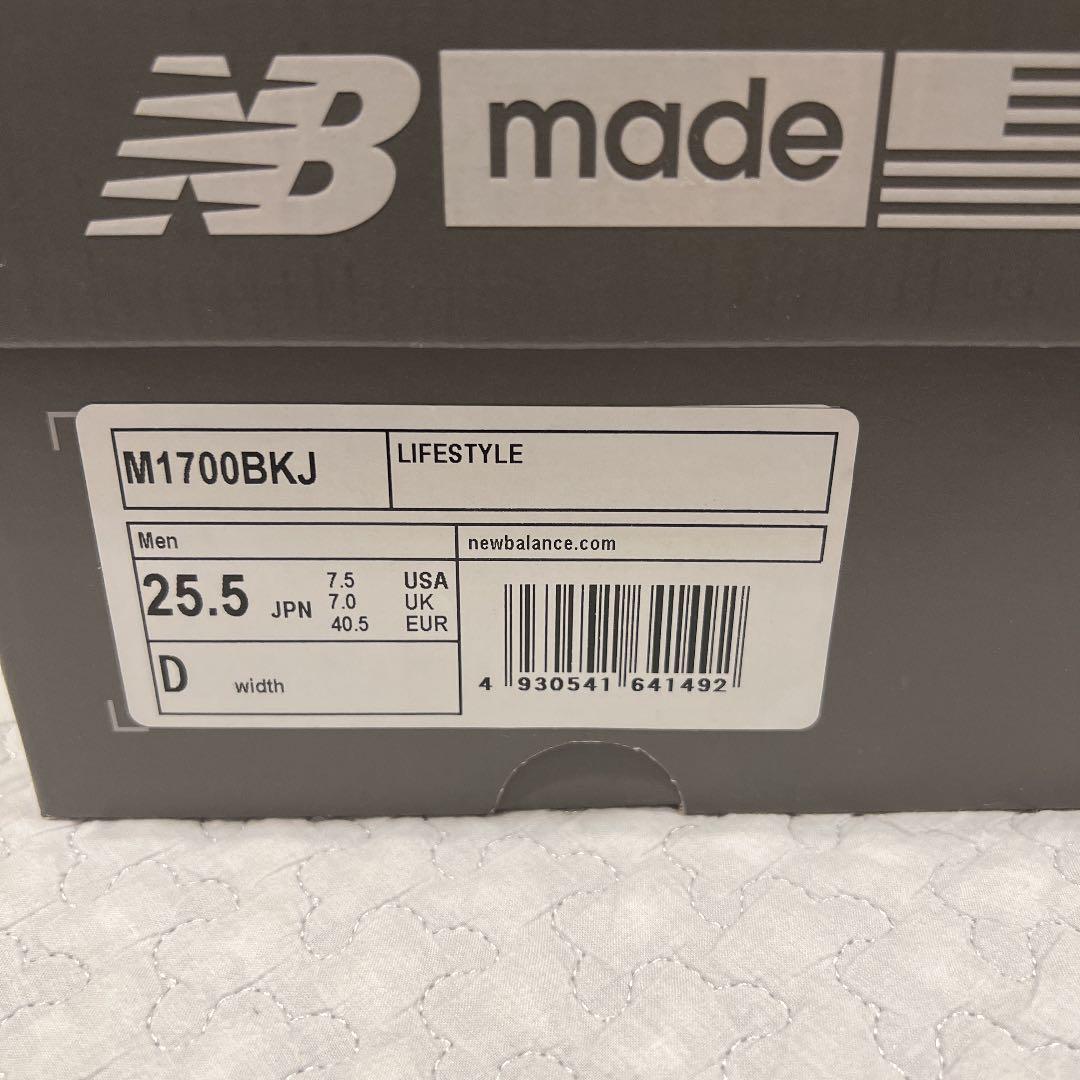 NB made
M1700BKJ
LIFESTYLE
Men
newbalance.com
25.5 JPN
7.5 USA
7.0 UK
40.5 EUR
D width
4 930541 641492